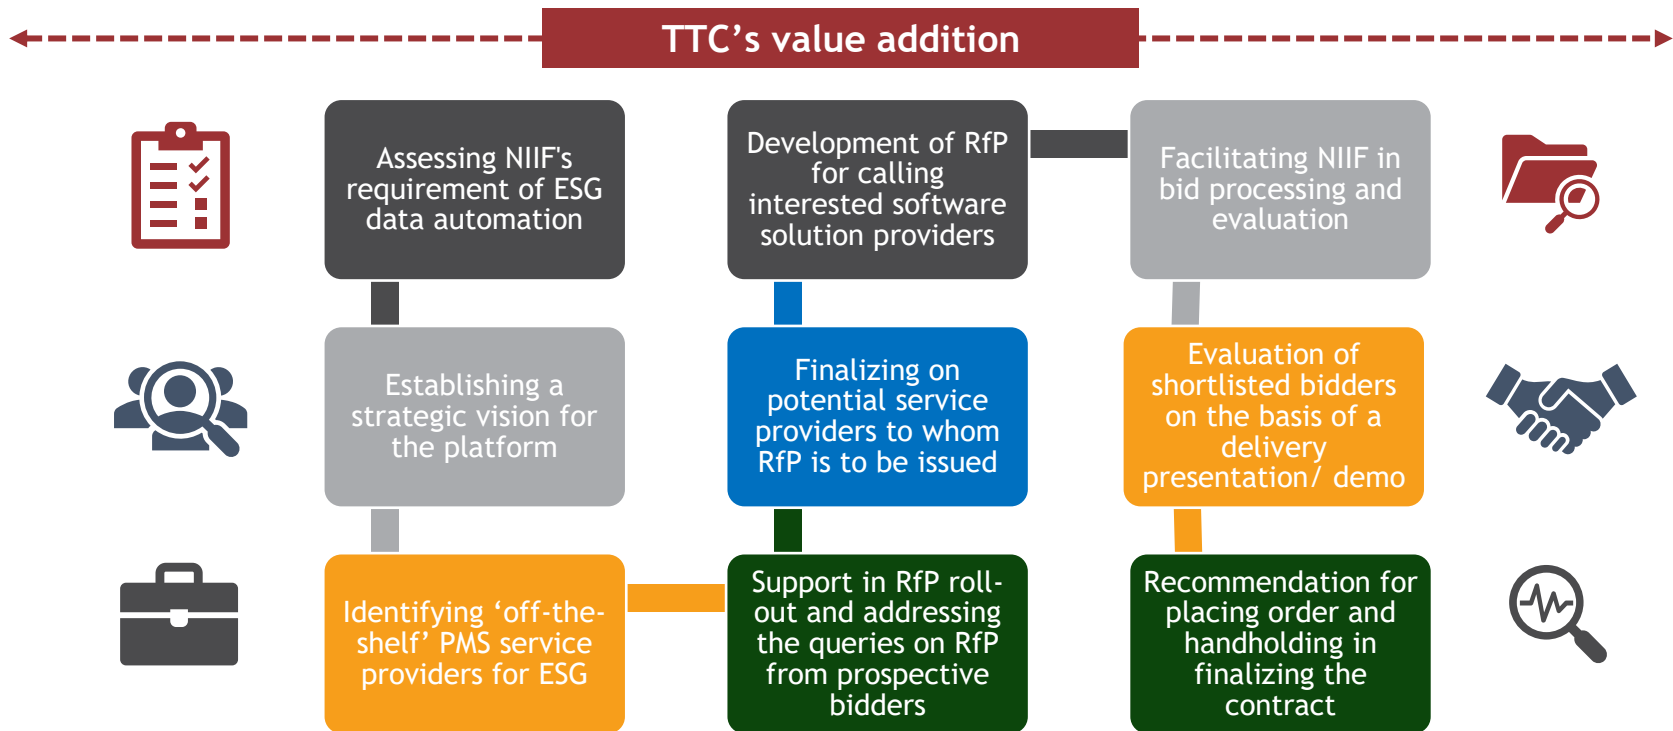 TTC’s value addition
Assessing NIIF's
requirement of ESG
data automation
Establishing a
strategic vision for
the platform
Identifying ‘off-the-
shelf’ PMS service
providers for ESG
Support in RfP roll-
out and addressing
the queries on RfP
from prospective
bidders
Finalizing on
potential service
providers to whom
RfP is to be issued
Development of RfP
for calling
interested software
solution providers
Facilitating NIIF in
bid processing and
evaluation
Evaluation of
shortlisted bidders
on the basis of a
delivery
presentation/ demo
Recommendation for
placing order and
handholding in
finalizing the
contract